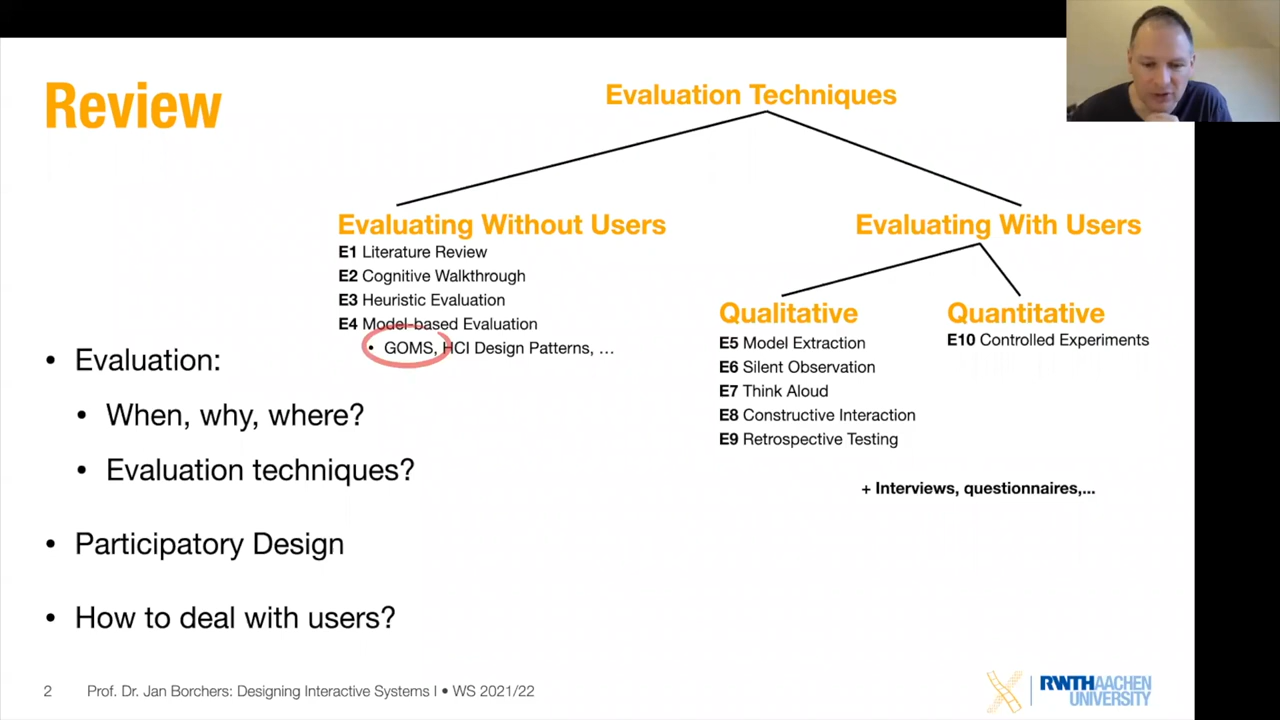 Review
Evaluation Techniques
Evaluating Without Users
E1 Literature Review
E2 Cognitive Walkthrough
E3 Heuristic Evaluation
E4 Model-based Evaluation
• GOMS, HCI Design Patterns, …
Evaluating With Users
Qualitative
E5 Model Extraction
E6 Silent Observation
E7 Think Aloud
E8 Constructive Interaction
E9 Retrospective Testing
Quantitative
E10 Controlled Experiments
+ Interviews, questionnaires,...
• Evaluation:
• When, why, where?
• Evaluation techniques?
• Participatory Design
• How to deal with users?
2 Prof. Dr. Jan Borchers: Designing Interactive Systems I • WS 2021/22
RWTHAACHEN
UNIVERSITY